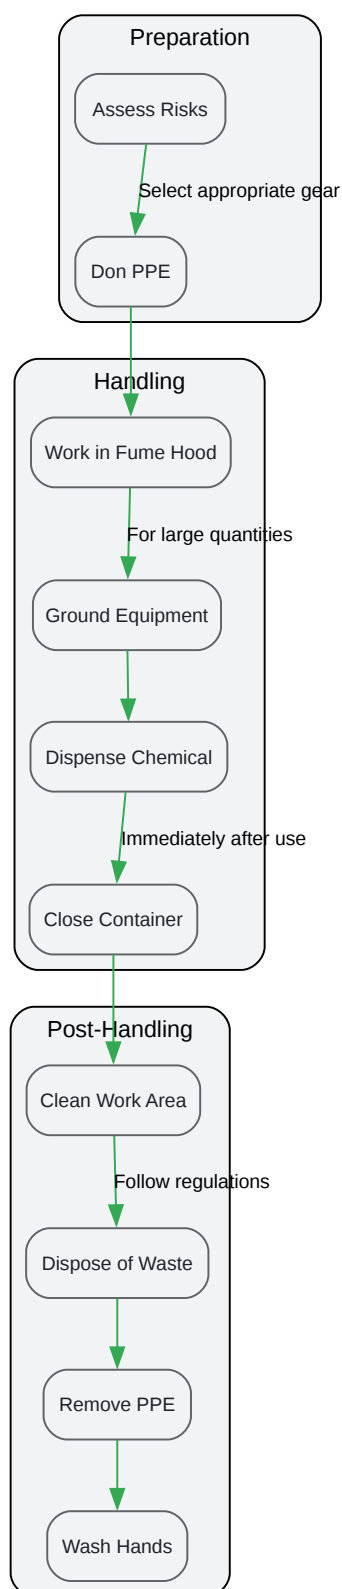 Preparation
Assess Risks
Select appropriate gear
Don PPE
Handling
Work in Fume Hood
For large quantities
Ground Equipment
Dispense Chemical
Immediately after use
Close Container
Post-Handling
Clean Work Area
Follow regulations
Dispose of Waste
Remove PPE
Wash Hands